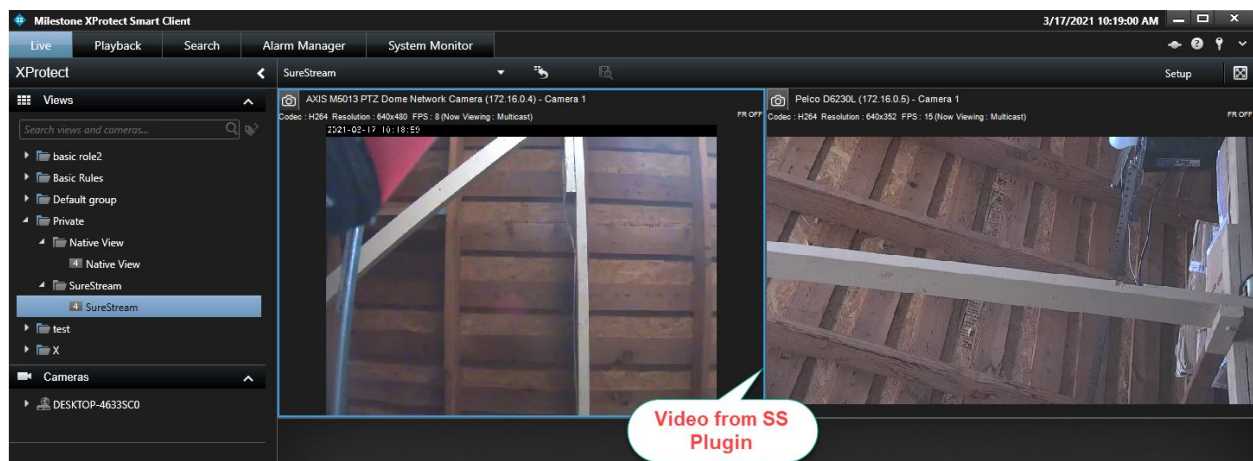 Milestone XProtect Smart Client
3/17/2021 10:19:00 AM
Live
Playback
Search
Alarm Manager
System Monitor
XProtect
SureStream
Setup
Views
Search views and cameras...
basic role2
Basic Rules
Default group
Private
Native View
4 Native View
SureStream
4 SureStream
test
X
Cameras
DESKTOP-4633SC0
AXIS M5013 PTZ Dome Network Camera (172.16.0.4) - Camera 1
Codec : H264 Resolution : 640x480 FPS : 8 (Now Viewing : Multicast)
FR OFF
2021-02-17 10:18:59
Pelco D6230L (172.16.0.5) - Camera 1
Codec : H264 Resolution : 640x352 FPS : 15 (Now Viewing : Multicast)
FR OFF
Video from SS
Plugin